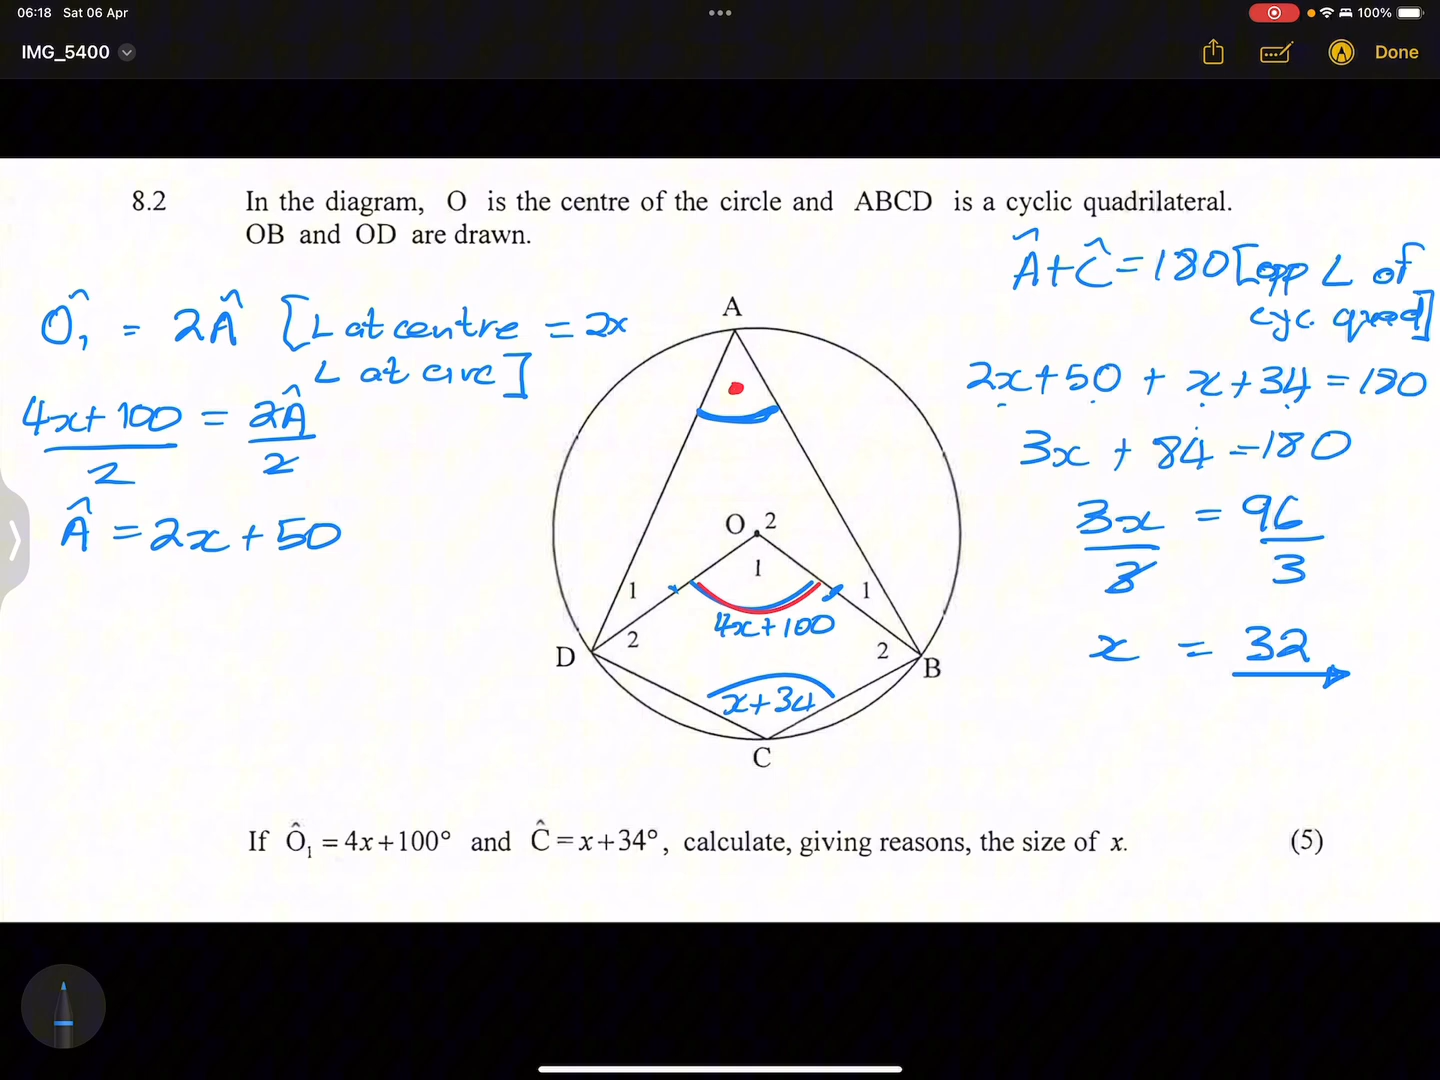 06:18 Sat 06 Apr
100%
IMG_5400
Done
8.2 In the diagram, O is the centre of the circle and ABCD is a cyclic quadrilateral.
OB and OD are drawn.
Ô₁ = 2Â [∠ at centre = 2x
∠ at circ]
4x+100 = 2Â
2 2
Â = 2x + 50
Â+Ĉ=180[opp ∠ of
cyc. quad]
2x+50 + x+34 = 180
3x + 84 = 180
3x = 96
3 3
x = 32
A
O 2
1
1 1
4x+100
2 2
D B
x+34
C
If Ô₁ = 4x+100° and Ĉ = x+34°, calculate, giving reasons, the size of x. (5)